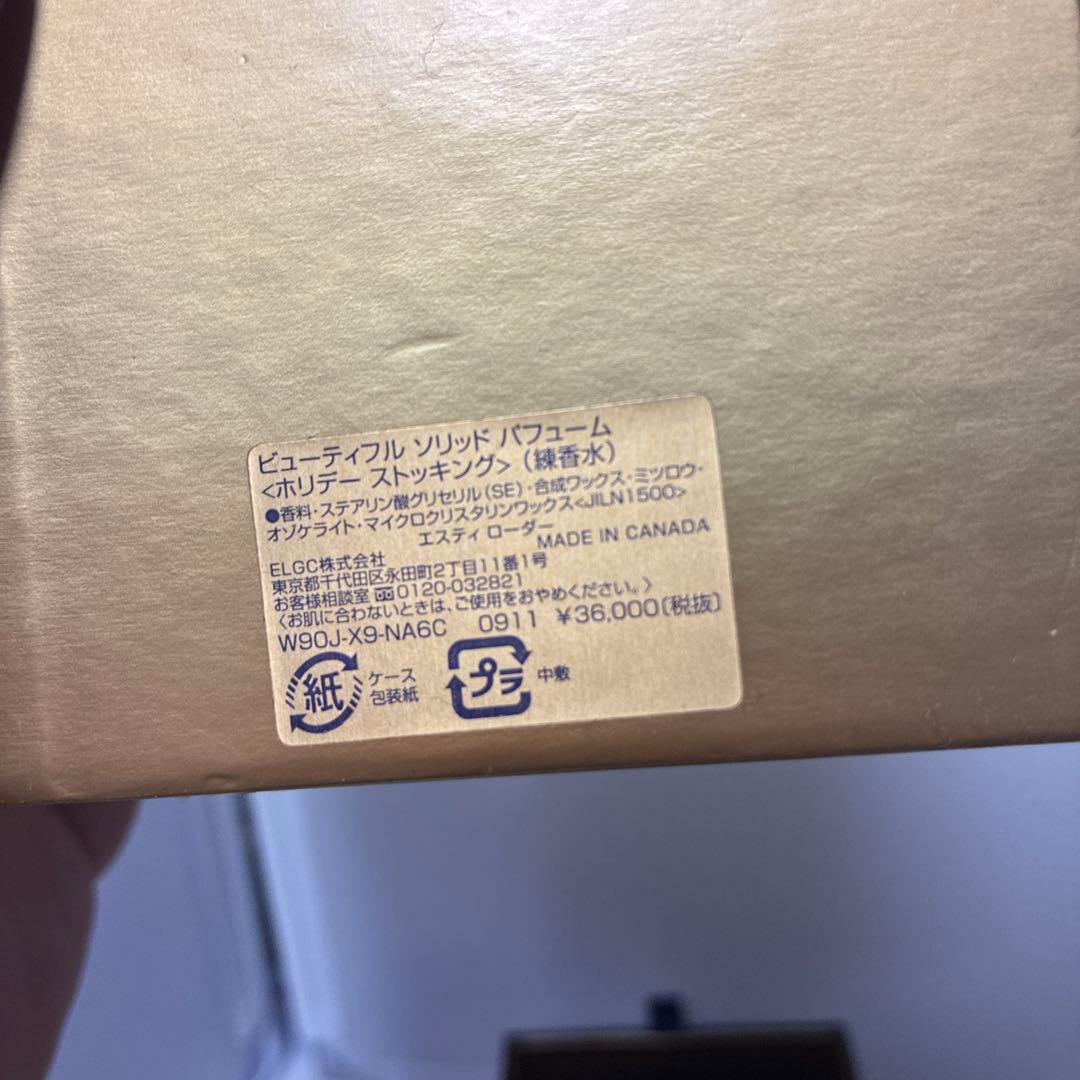 ビューティフル ソリッド パフューム
<ホリデー ストッキング>（練香水）
●香料・ステアリン酸グリセリル(SE)・合成ワックス・ミツロウ・
オゾケライト・マイクロクリスタリンワックス<JILN1500>
エスティ ローダー
MADE IN CANADA
ELGC株式会社
東京都千代田区永田町2丁目11番1号
お客様相談室 0120-032821
〈お肌に合わないときは、ご使用をおやめください。〉
W90J-X9-NA6C 0911 ¥36,000〔税抜〕
紙 ケース
包装紙
プラ 中敷